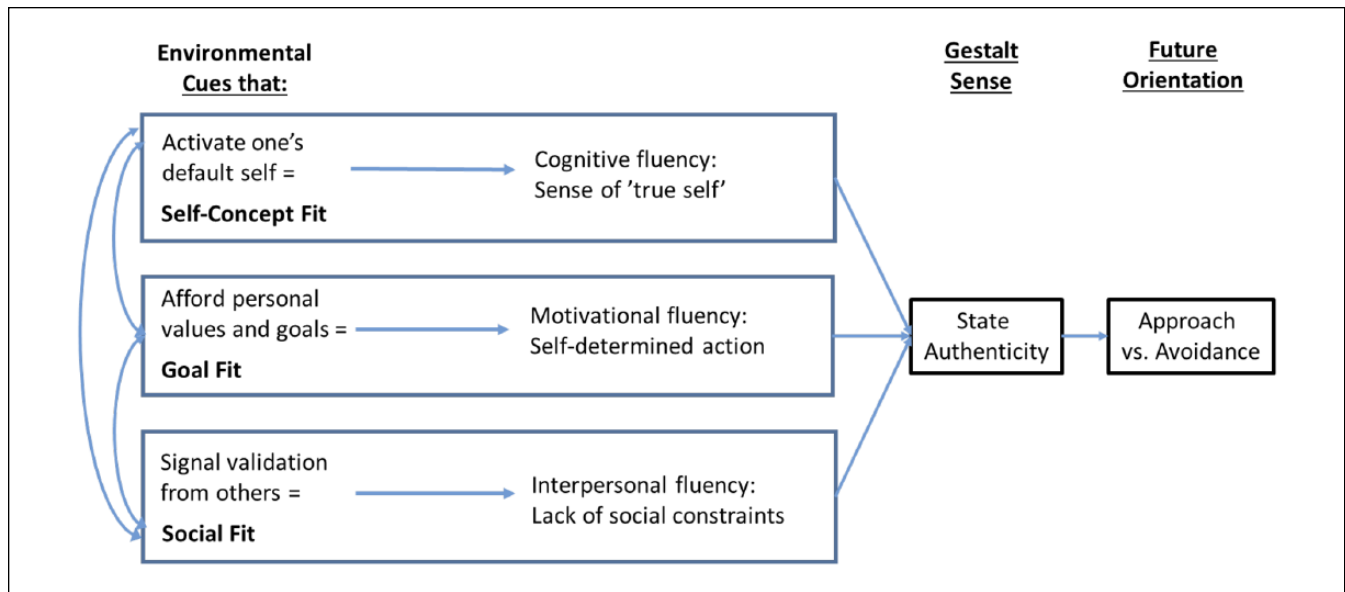 Environmental
Cues that:
Gestalt
Sense
Future
Orientation
Activate one's
default self =
Self-Concept Fit
Cognitive fluency:
Sense of 'true self'
Afford personal
values and goals =
Goal Fit
Motivational fluency:
Self-determined action
Signal validation
from others =
Social Fit
Interpersonal fluency:
Lack of social constraints
State
Authenticity
Approach
vs. Avoidance